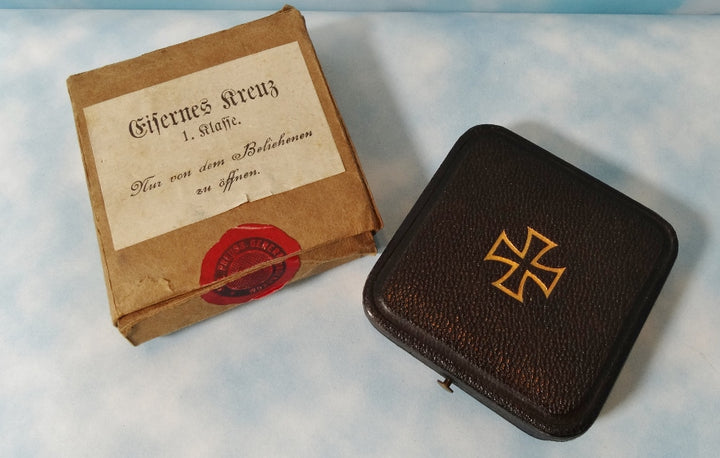 Eisernes Kreuz
1. Klasse.
Nur von dem Beliehenen
zu öffnen.